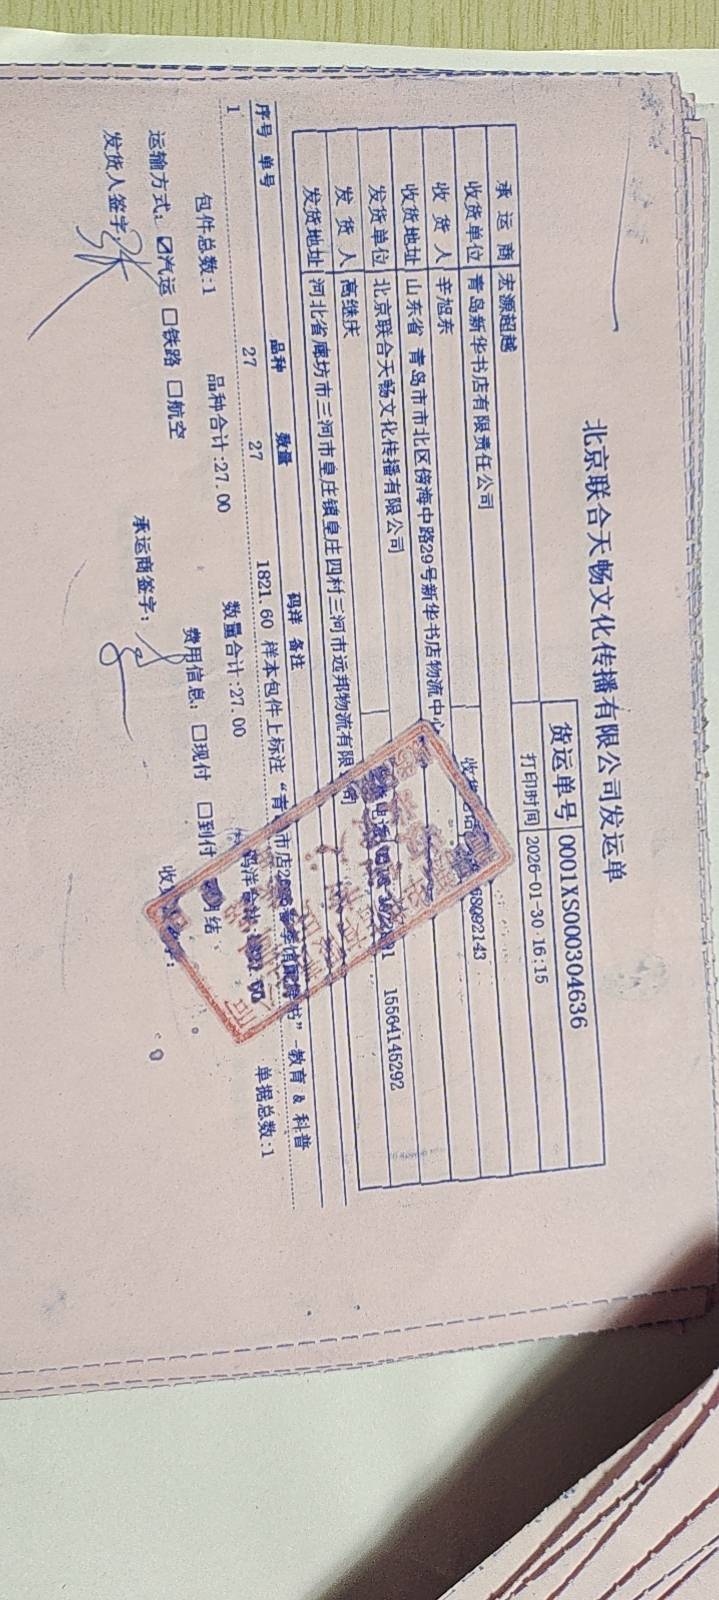 北京联合天畅文化传播有限公司发运单
货运单号 0001XS000304636
打印时间 2026-01-30 16:15
承运商 宏源超越
收货单位 青岛新华书店有限责任公司
收货人 辛旭东 68092143
收货地址 山东省 青岛市市北区傍海中路29号新华书店物流中心
发货单位 北京联合天畅文化传播有限公司 15564145292
发货人 高继庆
发货地址 河北省廊坊市三河市皇庄镇皇庄四村三河市远邦物流有限
序号 单号 品种 数量 码洋 备注
1 27 27 1821.60 样本包件上标注“青 市店 书”-教育 & 科普
包件总数:1 品种合计:27.00 数量合计:27.00 单据总数:1
运输方式: ☑汽运 □铁路 □航空 费用信息: □现付 □到付 结
发货人签字: 承运商签字: